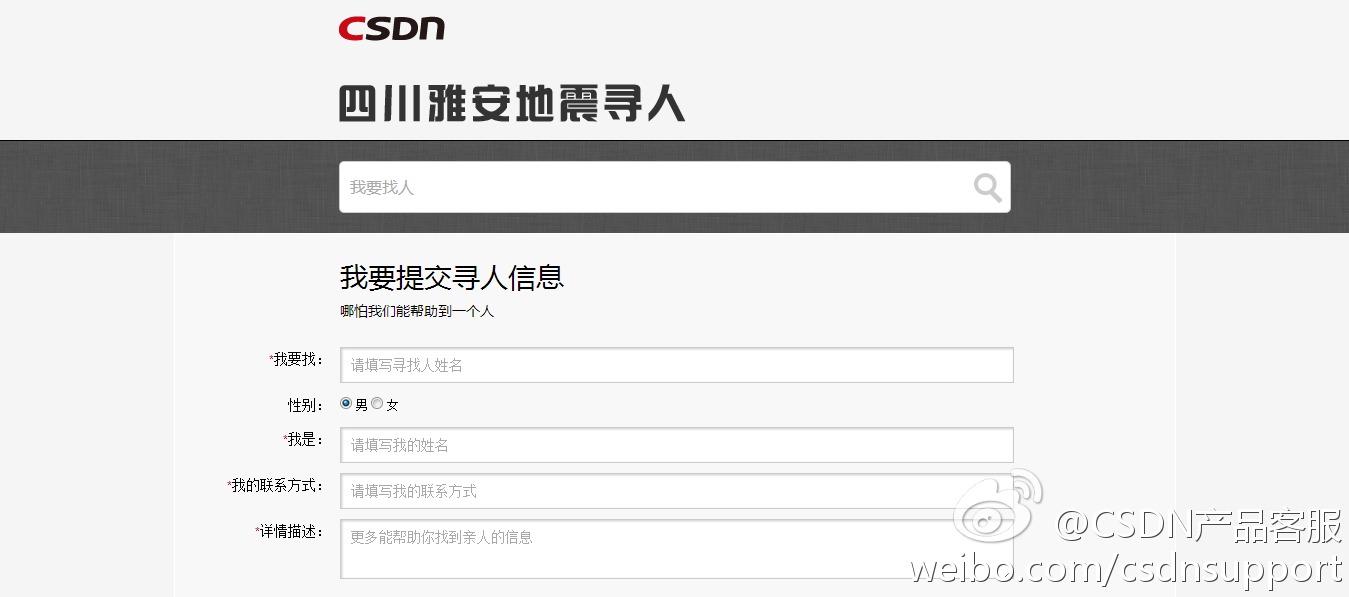 CSDN
四川雅安地震寻人
我要找人
我要提交寻人信息
哪怕我们能帮助到一个人
*我要找：
请填写寻找人姓名
性别：
男 女
*我是：
请填写我的姓名
*我的联系方式：
请填写我的联系方式
*详情描述：
更多能帮助你找到亲人的信息
@CSDN产品客服
weibo.com/csdnsupport